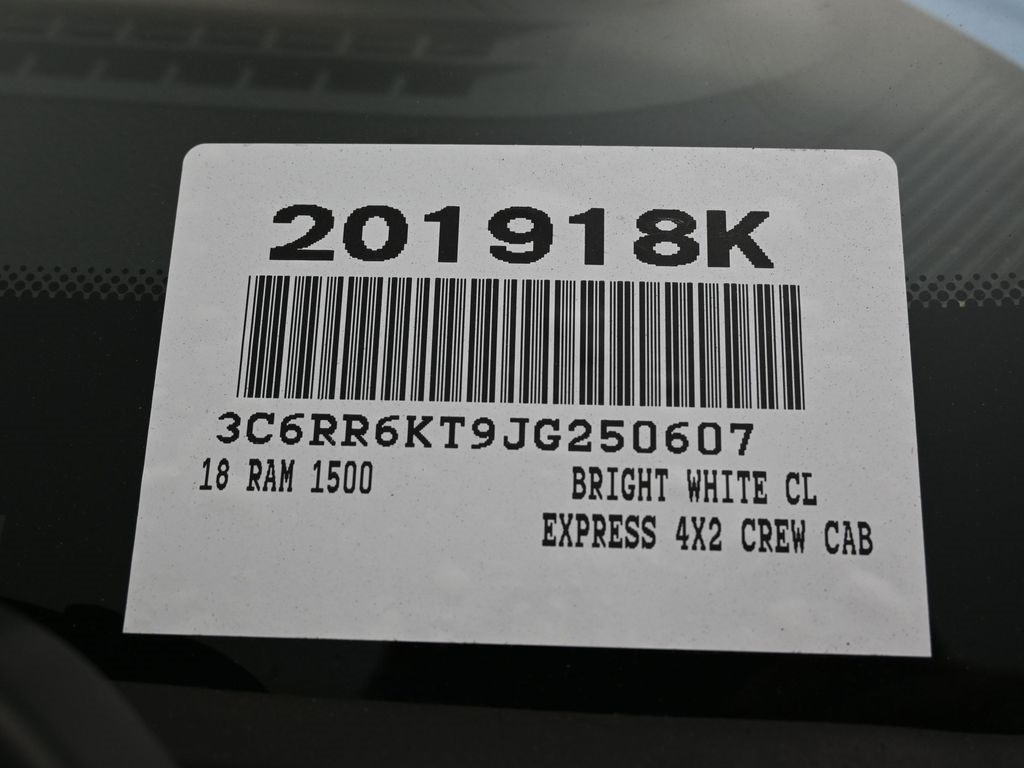 201918K
3C6RR6KT9JG250607
18 RAM 1500
BRIGHT WHITE CL
EXPRESS 4X2 CREW CAB